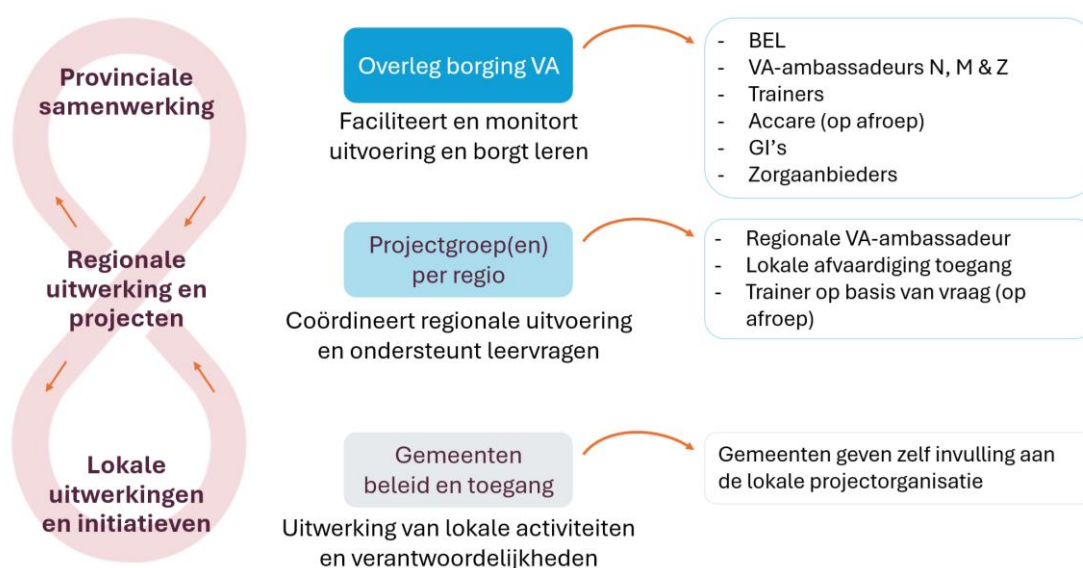 Provinciale
samenwerking
Overleg borging VA
Faciliteert en monitort
uitvoering en borgt leren
- BEL
- VA-ambassadeurs N, M & Z
- Trainers
- Accare (op afroep)
- GI's
- Zorgaanbieders
Regionale
uitwerking en
projecten
Projectgroep(en)
per regio
Coördineert regionale uitvoering
en ondersteunt leervragen
- Regionale VA-ambassadeur
- Lokale afvaardiging toegang
- Trainer op basis van vraag (op
afroep)
Lokale
uitwerkingen
en initiatieven
Gemeenten
beleid en toegang
Uitwerking van lokale activiteiten
en verantwoordelijkheden
Gemeenten geven zelf invulling aan
de lokale projectorganisatie